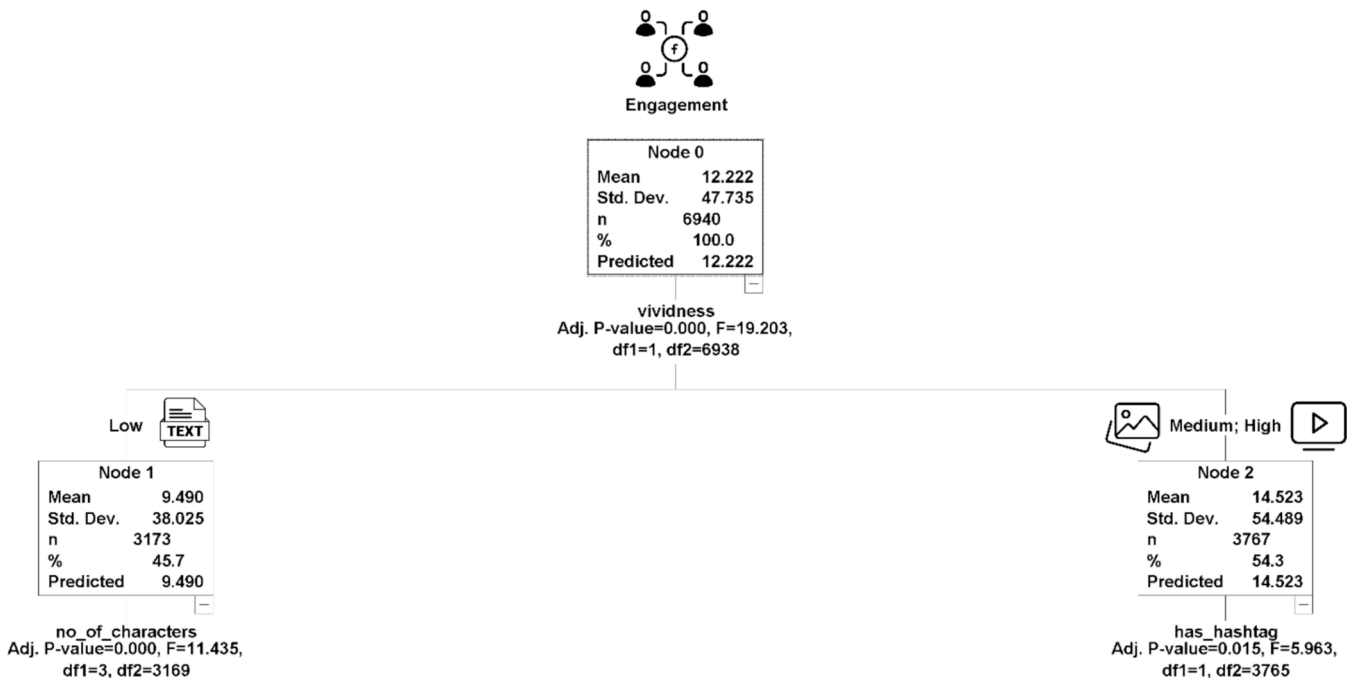 f
Engagement
Node 0
Mean 12.222
Std. Dev. 47.735
n 6940
% 100.0
Predicted 12.222
vividness
Adj. P-value=0.000, F=19.203,
df1=1, df2=6938
Low
TEXT
Node 1
Mean 9.490
Std. Dev. 38.025
n 3173
% 45.7
Predicted 9.490
no_of_characters
Adj. P-value=0.000, F=11.435,
df1=3, df2=3169
Medium; High
Node 2
Mean 14.523
Std. Dev. 54.489
n 3767
% 54.3
Predicted 14.523
has_hashtag
Adj. P-value=0.015, F=5.963,
df1=1, df2=3765